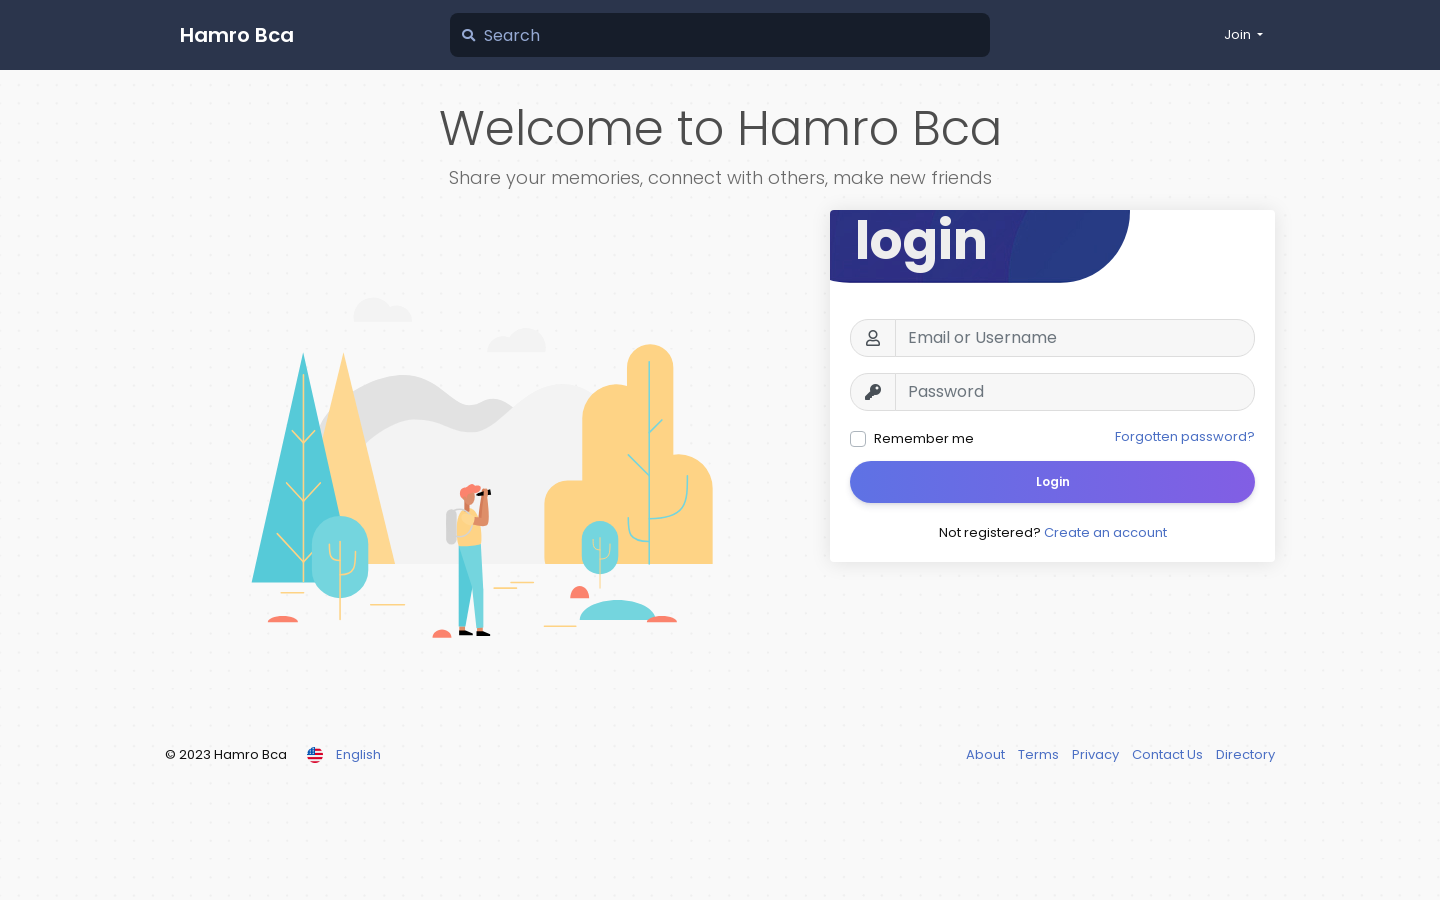 Hamro Bca
Search
Join
Welcome to Hamro Bca
Share your memories, connect with others, make new friends
login
Email or Username
Password
Remember me
Forgotten password?
Login
Not registered? Create an account
© 2023 Hamro Bca
English
About Terms Privacy Contact Us Directory